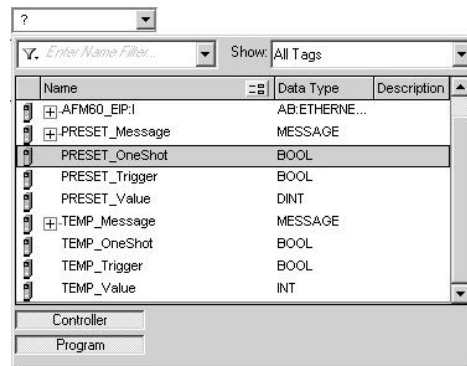 ?
Enter Name Filter... Show: All Tags
Name Data Type Description
AFM60_EIP:I AB:ETHERNE...
PRESET_Message MESSAGE
PRESET_OneShot BOOL
PRESET_Trigger BOOL
PRESET_Value DINT
TEMP_Message MESSAGE
TEMP_OneShot BOOL
TEMP_Trigger BOOL
TEMP_Value INT
Controller
Program